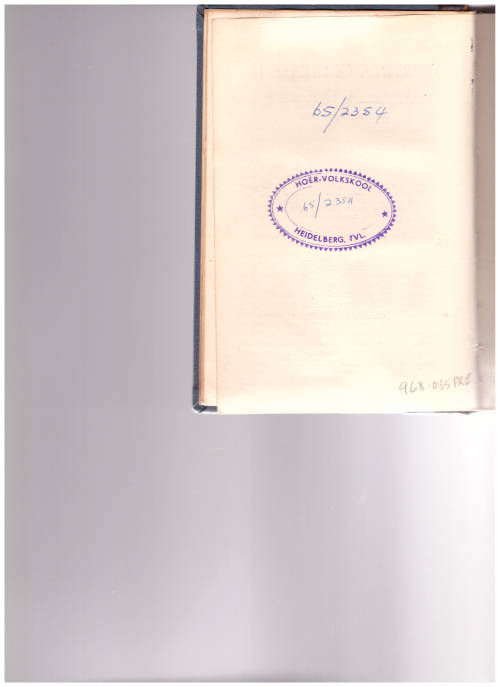 65/2354
HOËR-VOLKSKOOL
65/2354
HEIDELBERG, TVL.
968.035 PRE